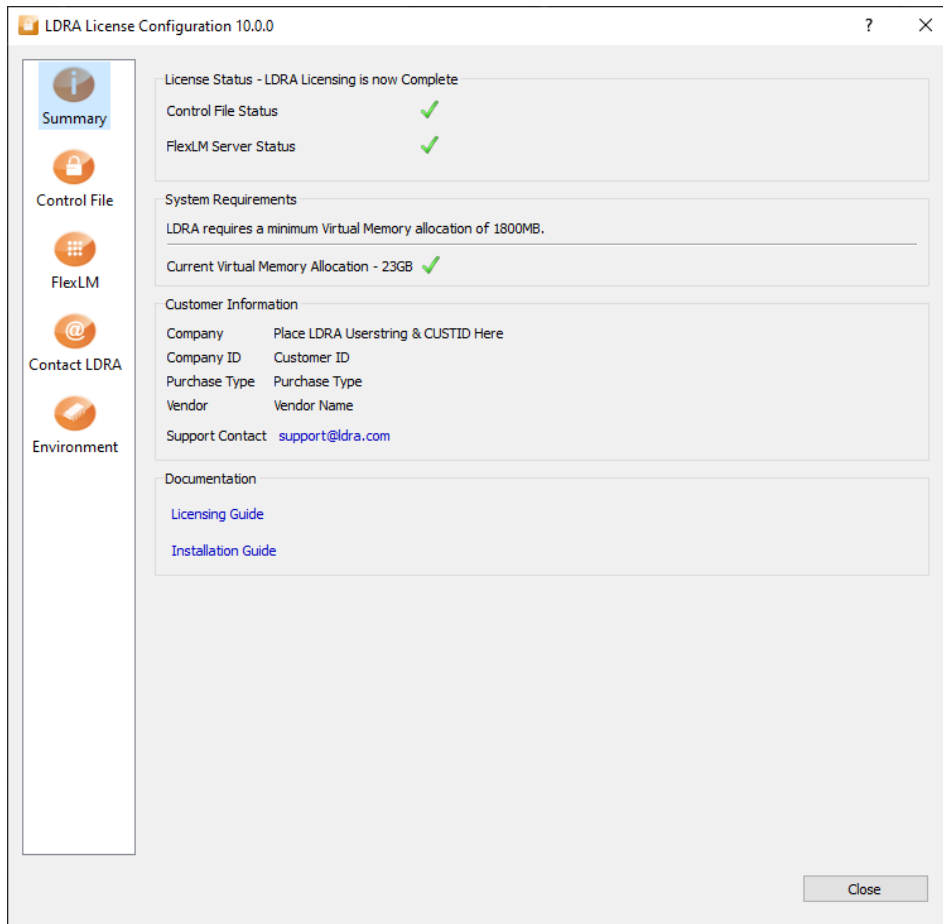 LDRA License Configuration 10.0.0
?
Summary
Control File
FlexLM
Contact LDRA
Environment
License Status - LDRA Licensing is now Complete
Control File Status
FlexLM Server Status
System Requirements
LDRA requires a minimum Virtual Memory allocation of 1800MB.
Current Virtual Memory Allocation - 23GB
Customer Information
Company Place LDRA Userstring & CUSTID Here
Company ID Customer ID
Purchase Type Purchase Type
Vendor Vendor Name
Support Contact support@ldra.com
Documentation
Licensing Guide
Installation Guide
Close